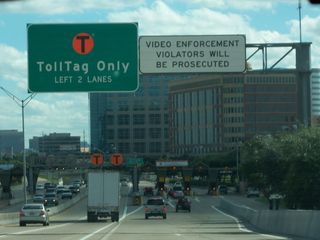 T
TollTag Only
LEFT 2 LANES
VIDEO ENFORCEMENT
VIOLATORS WILL
BE PROSECUTED
T
T